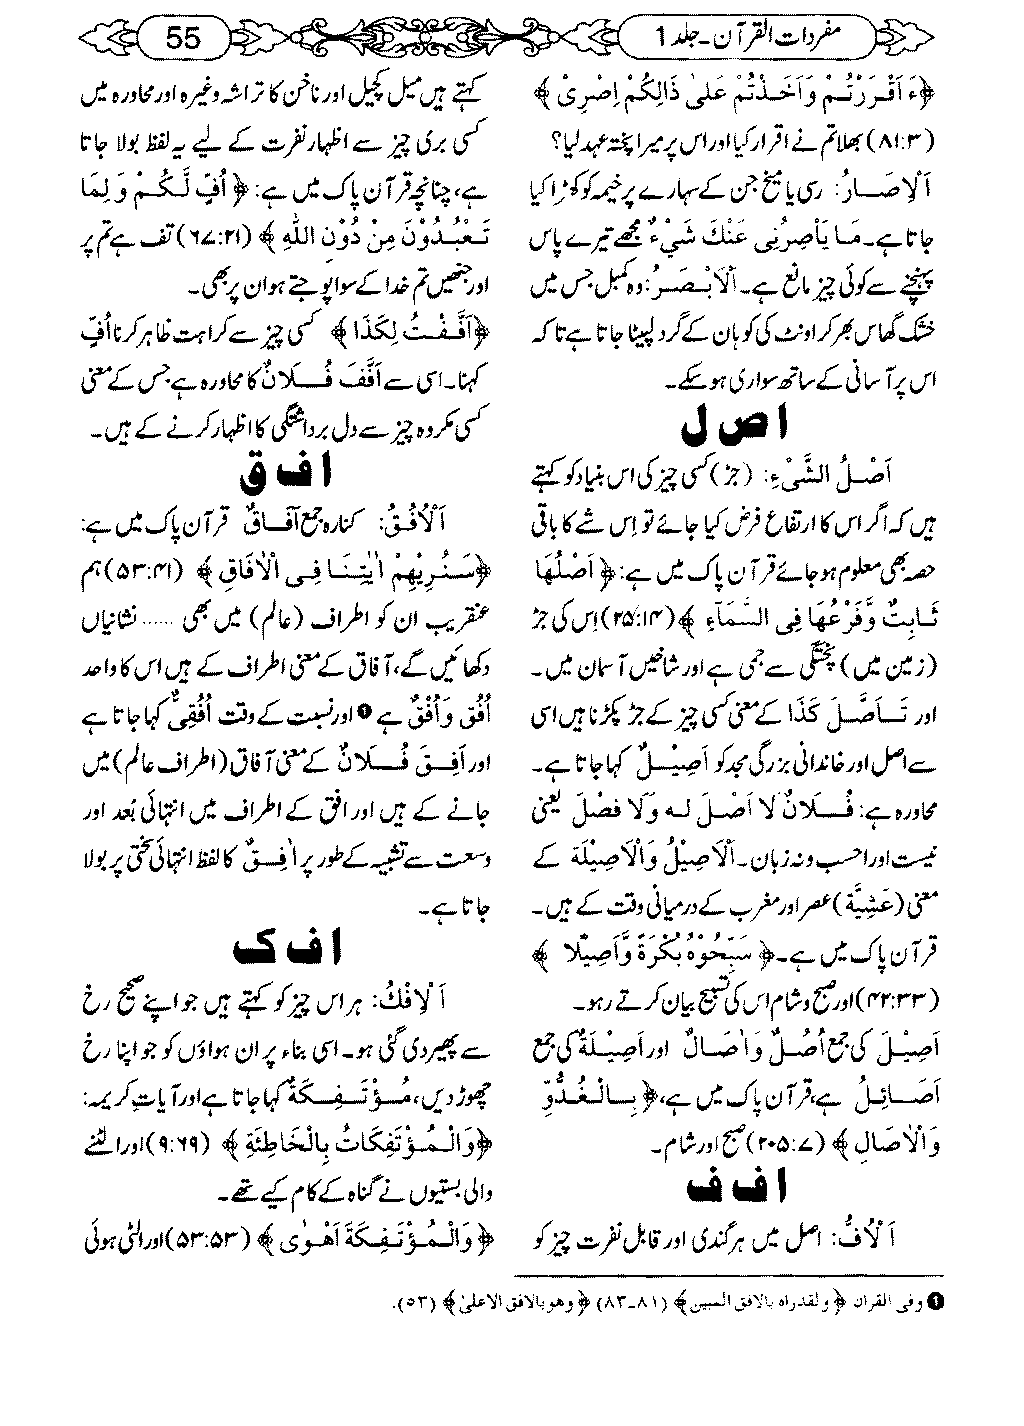 مفردات القرآن۔ جلد 1
55
﴿ءَ اَقْرَرْتُمْ وَاَخَذْتُمْ عَلٰی ذَالِكُمْ اِصْرِیْ﴾
(۸۱:۳) بھلا تم نے اقرار کیا اور اس پر میرا پختہ عہد لیا؟
اَلْاِصَارُ: رسی یا میخ جن کے سہارے پر خیمہ کو کھڑا کیا
جاتا ہے۔ مَا یَأْصِرُنِی عَنْكَ شَیْءٌ مجھے تیرے پاس
پہنچنے سے کوئی چیز مانع ہے۔ اَلْاَیْصَرُ: وہ کمبل جس میں
خشک گھاس بھر کر اونٹ کی کوہان کے گرد لپیٹا جاتا ہے تاکہ
اس پر آسانی کے ساتھ سواری ہوسکے۔
ا ص ل
اَصْلُ الشَّیْءِ: (جڑ) کسی چیز کی اس بنیاد کو کہتے
ہیں کہ اگر اس کا ارتفاع فرض کیا جائے تو اِس شے کا باقی
حصہ بھی معلوم ہوجائے قرآن پاک میں ہے: ﴿اَصْلُهَا
ثَابِتٌ وَّفَرْعُهَا فِی السَّمَآءِ﴾ (۲۵:۱۴) اِس کی جڑ
(زمین میں) پختگی سے جمی ہے اور شاخیں آسمان میں۔
اور تَأَصَّلَ كَذَا کے معنی کسی چیز کے جڑ پکڑنا ہیں اسی
سے اصل اور خاندانی بزرگی مجد کو اَصِیْلٌ کہا جاتا ہے۔
محاورہ ہے: فُلَانٌ لَا اَصْلَ لَهٗ وَلَا فَصْلَ یعنی
نیست اورا حسب و نہ زبان۔ اَلْاَصِیْلُ وَالْاَصِیْلَةُ کے
معنی (عَشِیَّة) عصر اور مغرب کے درمیانی وقت کے ہیں۔
قرآن پاک میں ہے۔ ﴿سَبِّحُوْهُ بُكْرَةً وَّاَصِیْلًا﴾
(۴۲:۳۳) اور صبح و شام اس کی تسبیح بیان کرتے رہو۔
اَصِیْلَ کی جمع اُصُلٌ وَاٰصَالٌ اور اَصِیْلَةٌ کی جمع
اَصَائِلُ ہے، قرآن پاک میں ہے، ﴿بِالْغُدُوِّ
وَالْاٰصَالِ﴾ (۲۰۵:۷) صبح اور شام۔
ا ف ف
اَلْاُفُّ: اصل میں ہر گندی اور قابل نفرت چیز کو
کہتے ہیں میل کچیل اور ناخن کا تراشہ وغیرہ اور محاورہ میں
کسی بری چیز سے اظہار نفرت کے لیے یہ لفظ بولا جاتا
ہے، چنانچہ قرآن پاک میں ہے: ﴿اُفٍّ لَّكُمْ وَلِمَا
تَعْبُدُوْنَ مِنْ دُوْنِ اللّٰهِ﴾ (۶۷:۲۱) تف ہے تم پر
اور جنھیں تم خدا کے سوا پوجتے ہو ان پر بھی۔
﴿اَفَّفْتُ لِكَذَا﴾ کسی چیز سے کراہت ظاہر کرنا اُفٍّ
کہنا۔ اسی سے اَفَّفَ فُلَانٌ کا محاورہ ہے جس کے معنی
کسی مکروہ چیز سے دل برداشتگی کا اظہار کرنے کے ہیں۔
ا ف ق
اَلْاُفُقُ: کنارہ جمع آفَاقٌ قرآن پاک میں ہے:
﴿سَنُرِیْهِمْ اٰیٰتِنَا فِی الْاٰفَاقِ﴾ (۵۳:۴۱) ہم
عنقریب ان کو اطراف (عالم) میں بھی ...... نشانیاں
دکھائیں گے، آفاق کے معنی اطراف کے ہیں اس کا واحد
اُفُق وَاُفْقٌ ہے ❶ اور نسبت کے وقت اُفُقِیٌّ کہا جاتا ہے
اور اَفِقَ فُلَانٌ کے معنی آفاق (اطراف عالم) میں
جانے کے ہیں اور افق کے اطراف میں انتہائی بُعد اور
وسعت سے تشبیہ کے طور پر اٰفِقٌ کا لفظ انتہائی سخی پر بولا
جاتا ہے۔
ا ف ک
اَلْاِفْكُ: ہر اس چیز کو کہتے ہیں جو اپنے صحیح رخ
سے پھیر دی گئی ہو۔ اسی بناء پر ان ہواؤں کو جو اپنا رخ
چھوڑ دیں، مُؤْتَفِكَةٌ کہا جاتا ہے اور آیات کریمہ:
﴿وَالْمُؤْتَفِكَاتُ بِالْخَاطِئَةِ﴾ (۹:۶۹) اور الٹنے
والی بستیوں نے گناہ کے کام کیے تھے۔
﴿وَالْمُؤْتَفِكَةَ اَهْوٰی﴾ (۵۳:۵۳) اور الٹی ہوئی
❶ وفی القرآن ﴿ولقدراه بالافق المبین﴾ (۸۱۔۸۳) ﴿وهو بالافق الاعلیٰ﴾ (۵۳).